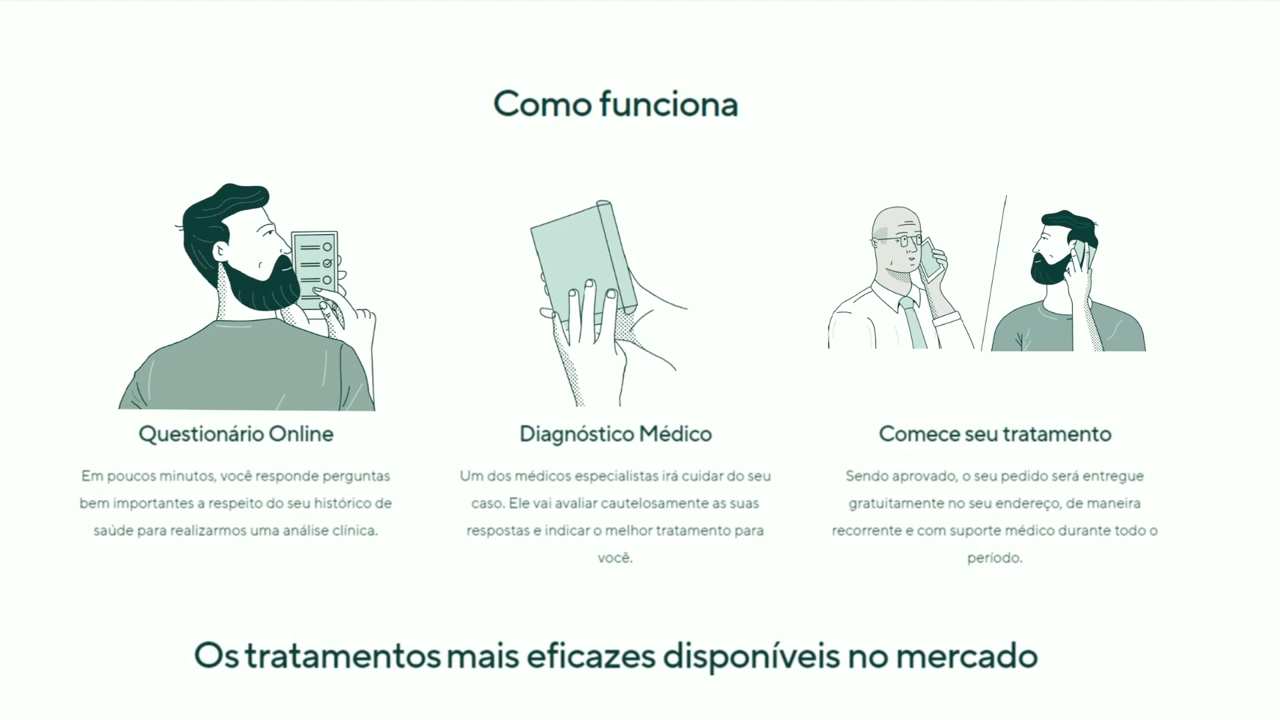 Como funciona
Questionário Online
Em poucos minutos, você responde perguntas
bem importantes a respeito do seu histórico de
saúde para realizarmos uma análise clínica.
Diagnóstico Médico
Um dos médicos especialistas irá cuidar do seu
caso. Ele vai avaliar cautelosamente as suas
respostas e indicar o melhor tratamento para
você.
Comece seu tratamento
Sendo aprovado, o seu pedido será entregue
gratuitamente no seu endereço, de maneira
recorrente e com suporte médico durante todo o
período.
Os tratamentos mais eficazes disponíveis no mercado